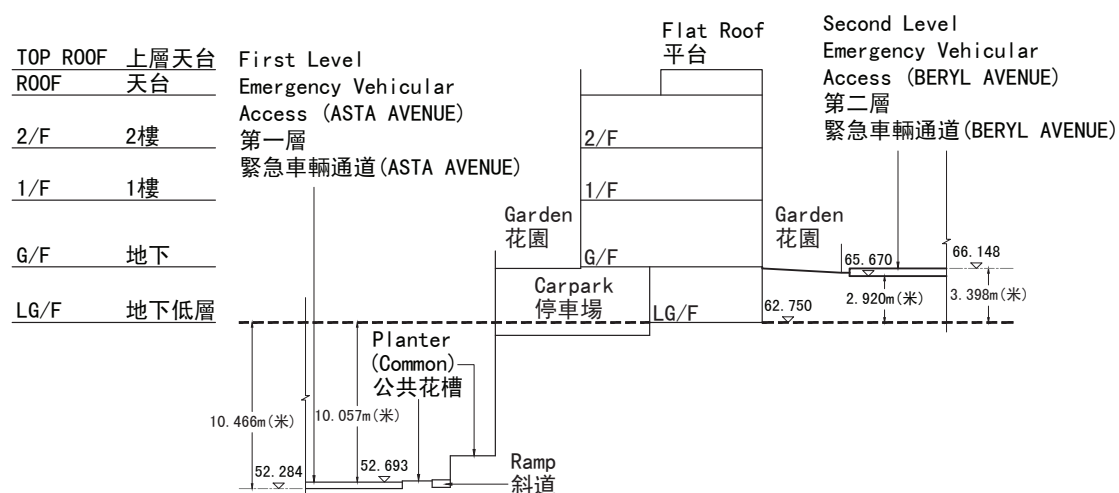 TOP ROOF 上層天台
ROOF 天台
2/F 2樓
1/F 1樓
G/F 地下
LG/F 地下低層
First Level
Emergency Vehicular
Access (ASTA AVENUE)
第一層
緊急車輛通道(ASTA AVENUE)
Flat Roof
平台
Second Level
Emergency Vehicular
Access (BERYL AVENUE)
第二層
緊急車輛通道(BERYL AVENUE)
2/F
1/F
G/F
LG/F
Garden
花園
Garden
花園
Carpark
停車場
65.670
66.148
62.750
2.920m(米)
3.398m(米)
Planter
(Common)
公共花槽
10.466m(米)
10.057m(米)
52.284
52.693
Ramp
斜道